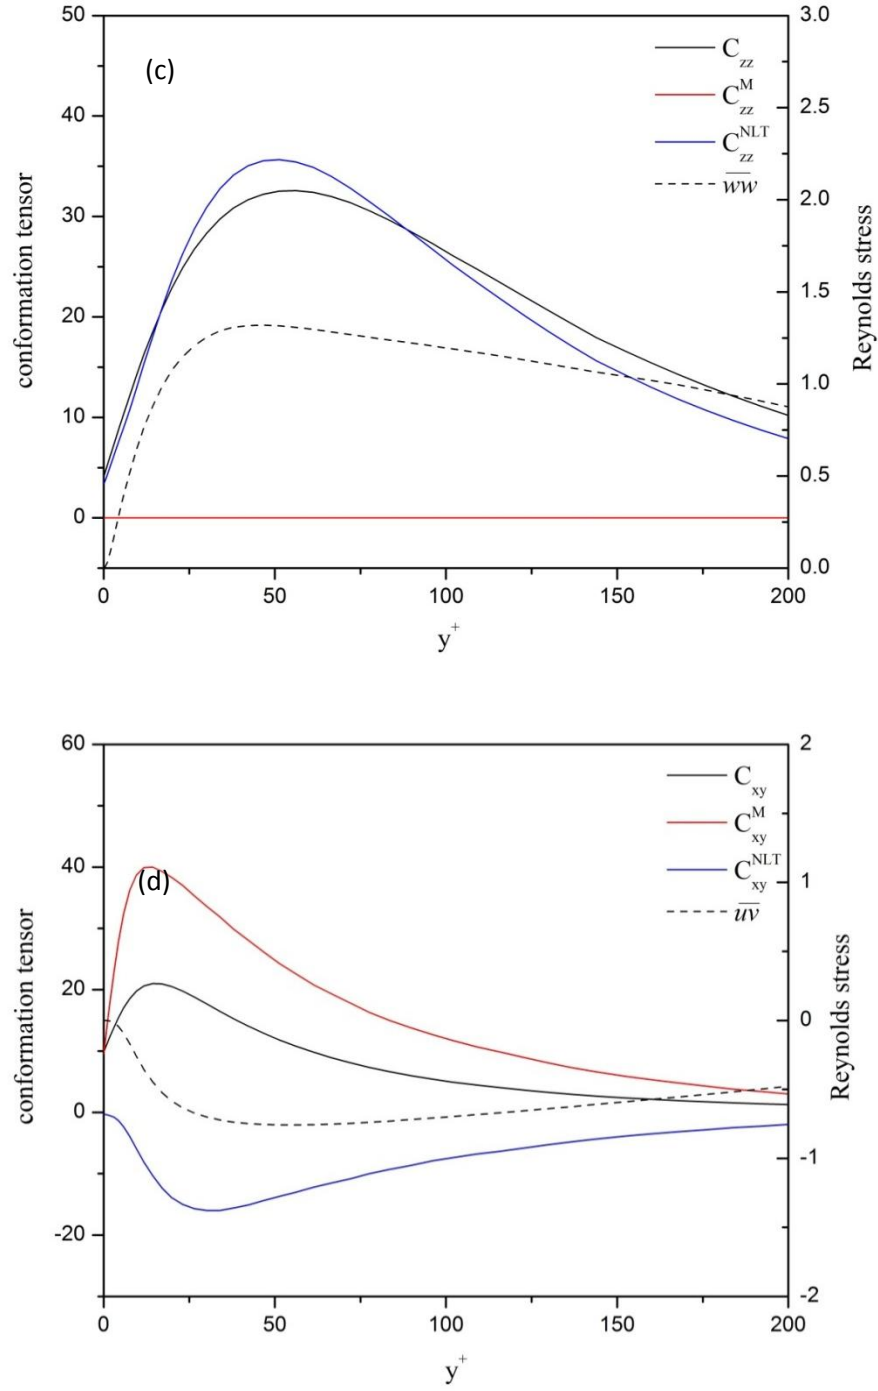 (c)
C_zz
C_zz^M
C_zz^NLT
ww
conformation tensor
Reynolds stress
50
40
30
20
10
0
3.0
2.5
2.0
1.5
1.0
0.5
0.0
0
50
100
150
200
y^+
(d)
C_xy
C_xy^M
C_xy^NLT
uv
conformation tensor
Reynolds stress
60
40
20
0
-20
2
1
0
-1
-2
0
50
100
150
200
y^+